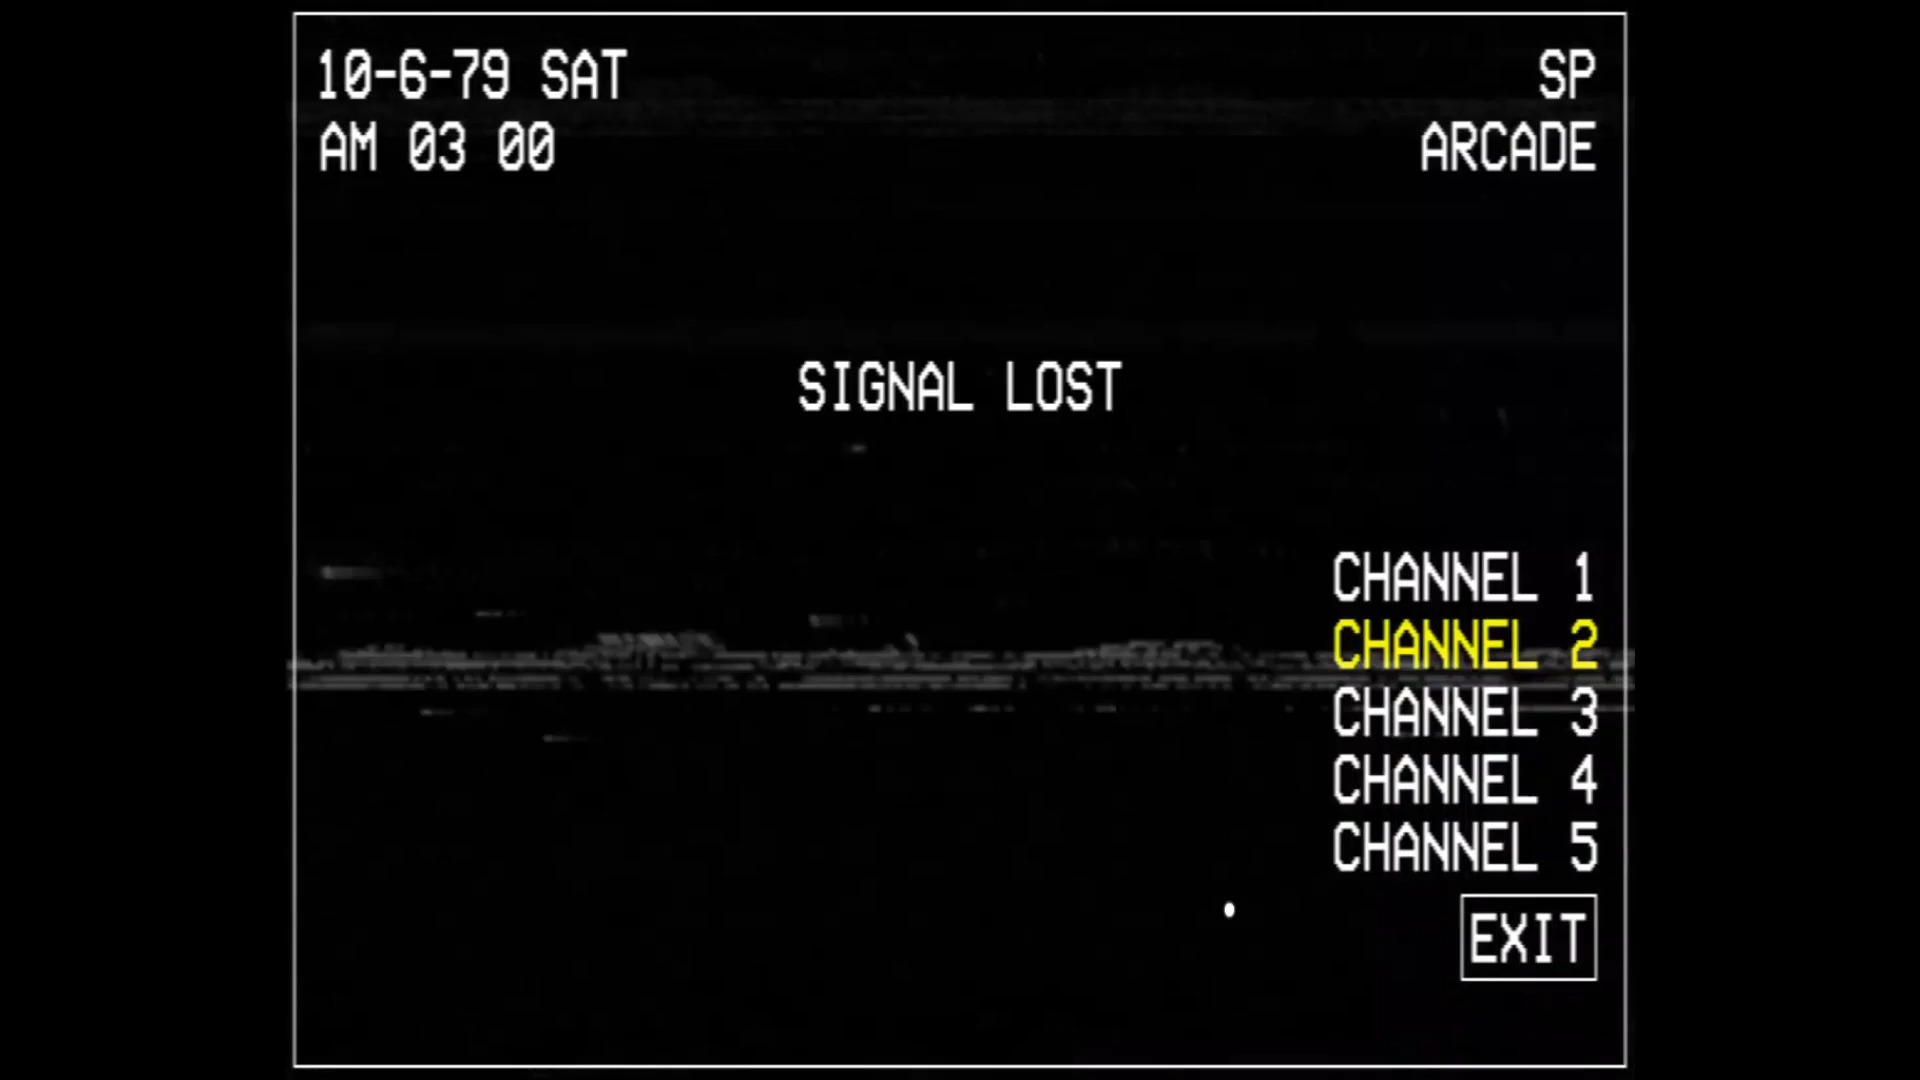 10-6-79 SAT
AM 03 00
SP
ARCADE
SIGNAL LOST
CHANNEL 1
CHANNEL 2
CHANNEL 3
CHANNEL 4
CHANNEL 5
EXIT